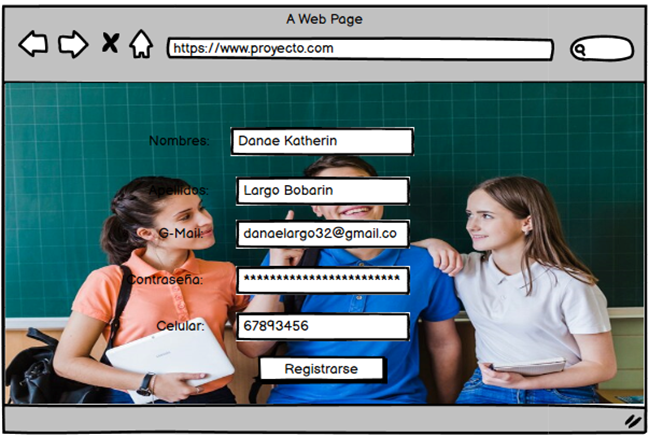 A Web Page
https://www.proyecto.com
Nombres: Danae Katherin
Apellidos: Largo Bobarin
G-Mail: danaelargo32@gmail.co
Contraseña: ************************
Celular: 67893456
Registrarse